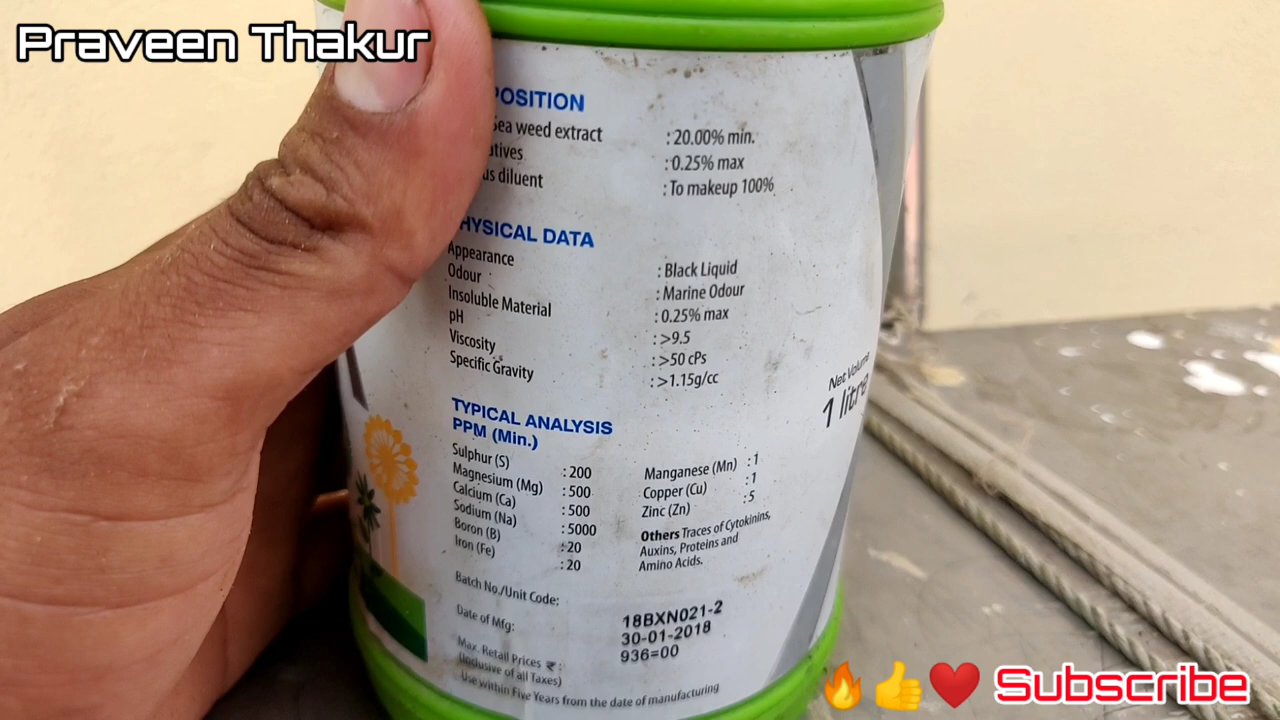 Praveen Thakur
POSITION
Sea weed extract : 20.00% min.
atives : 0.25% max
us diluent : To makeup 100%
HYSICAL DATA
Appearance : Black Liquid
Odour : Marine Odour
Insoluble Material : 0.25% max
pH : >9.5
Viscosity : >50 cPs
Specific Gravity : >1.15g/cc
Net Volume
1 litre
TYPICAL ANALYSIS
PPM (Min.)
Sulphur (S) : 200
Magnesium (Mg) : 500
Calcium (Ca) : 500
Sodium (Na) : 5000
Boron (B) : 20
Iron (Fe) : 20
Manganese (Mn) : 1
Copper (Cu) : 1
Zinc (Zn) : 5
Others Traces of Cytokinins,
Auxins, Proteins and
Amino Acids.
Batch No./Unit Code: 18BXN021-2
Date of Mfg: 30-01-2018
Max. Retail Prices ₹ : 936=00
(Inclusive of all Taxes)
Use within Five Years from the date of manufacturing
🔥👍❤️ Subscribe